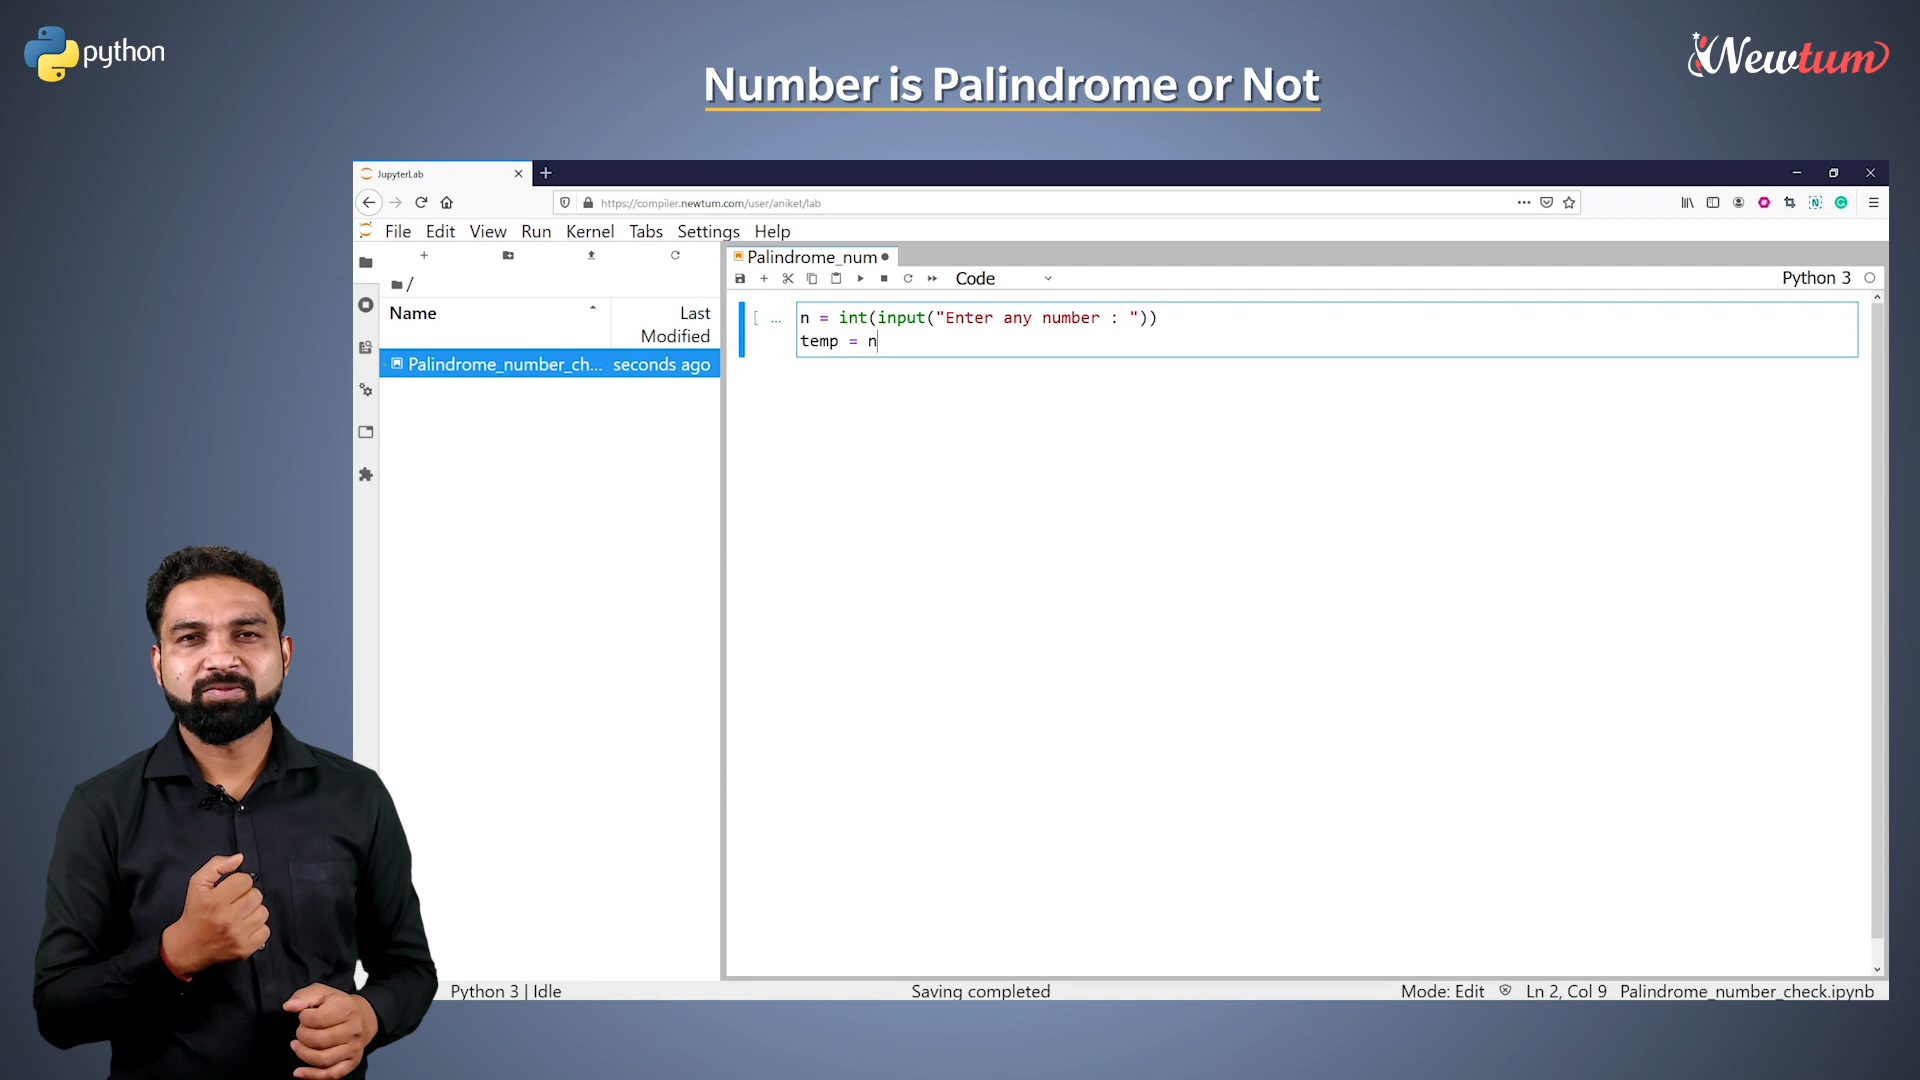 python
Newtum
Number is Palindrome or Not
JupyterLab
https://compiler.newtum.com/user/aniket/lab
File Edit View Run Kernel Tabs Settings Help
Palindrome_num
Code
Python 3
/
Name
Last Modified
Palindrome_number_ch... seconds ago
[ ...
n = int(input("Enter any number : "))
temp = n
Python 3 | Idle
Saving completed
Mode: Edit
Ln 2, Col 9
Palindrome_number_check.ipynb